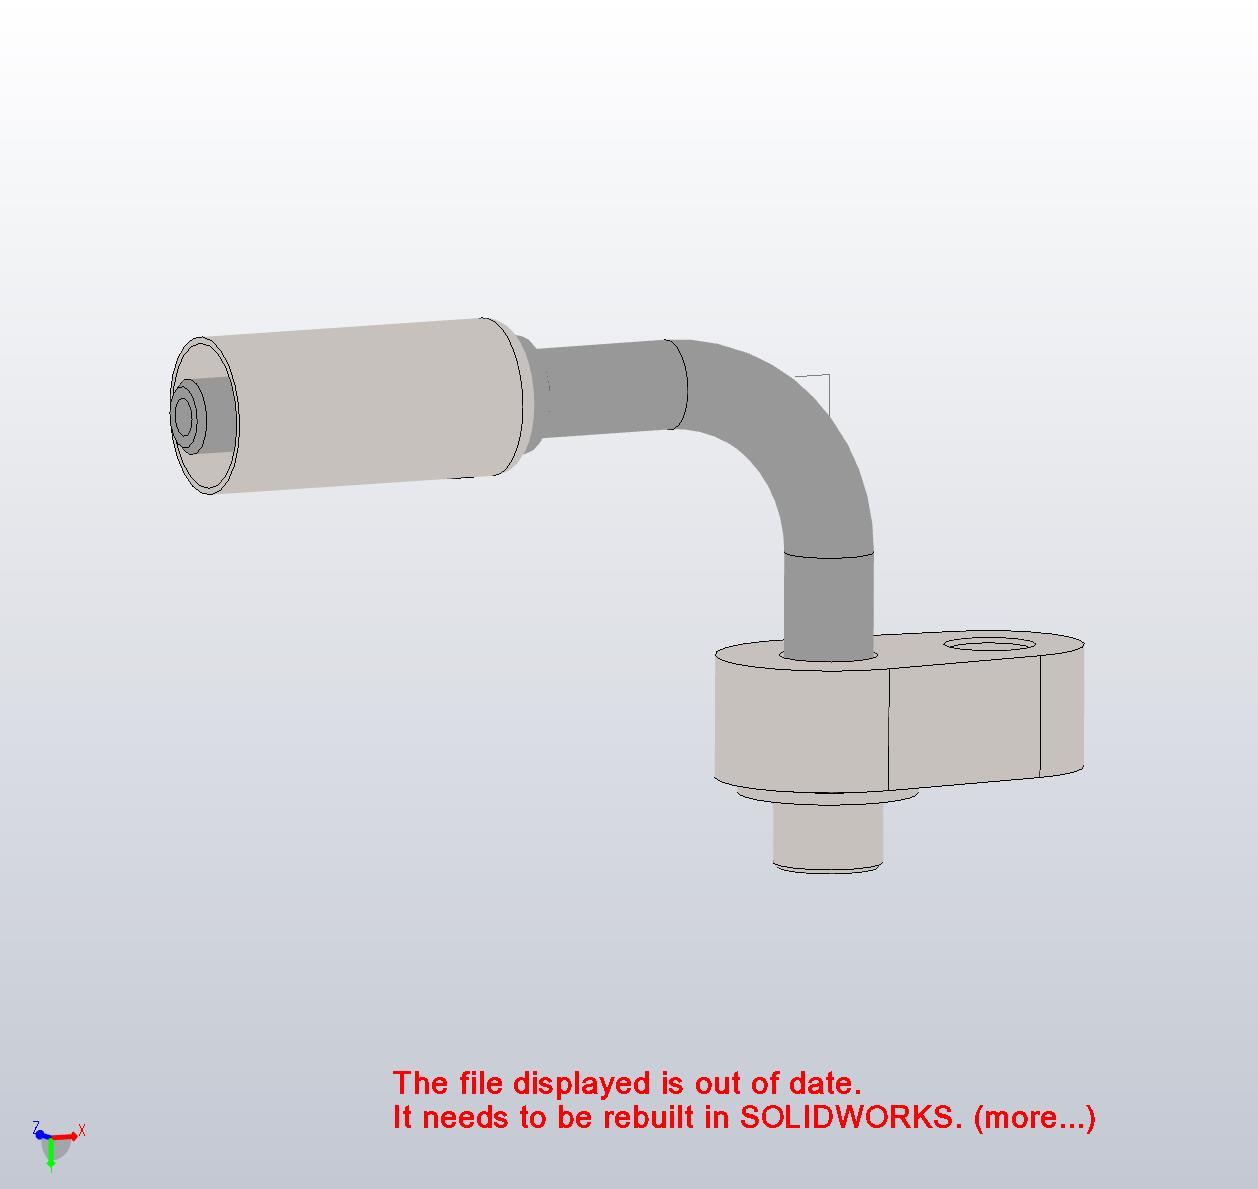 The file displayed is out of date.
It needs to be rebuilt in SOLIDWORKS. (more...)
Z
X